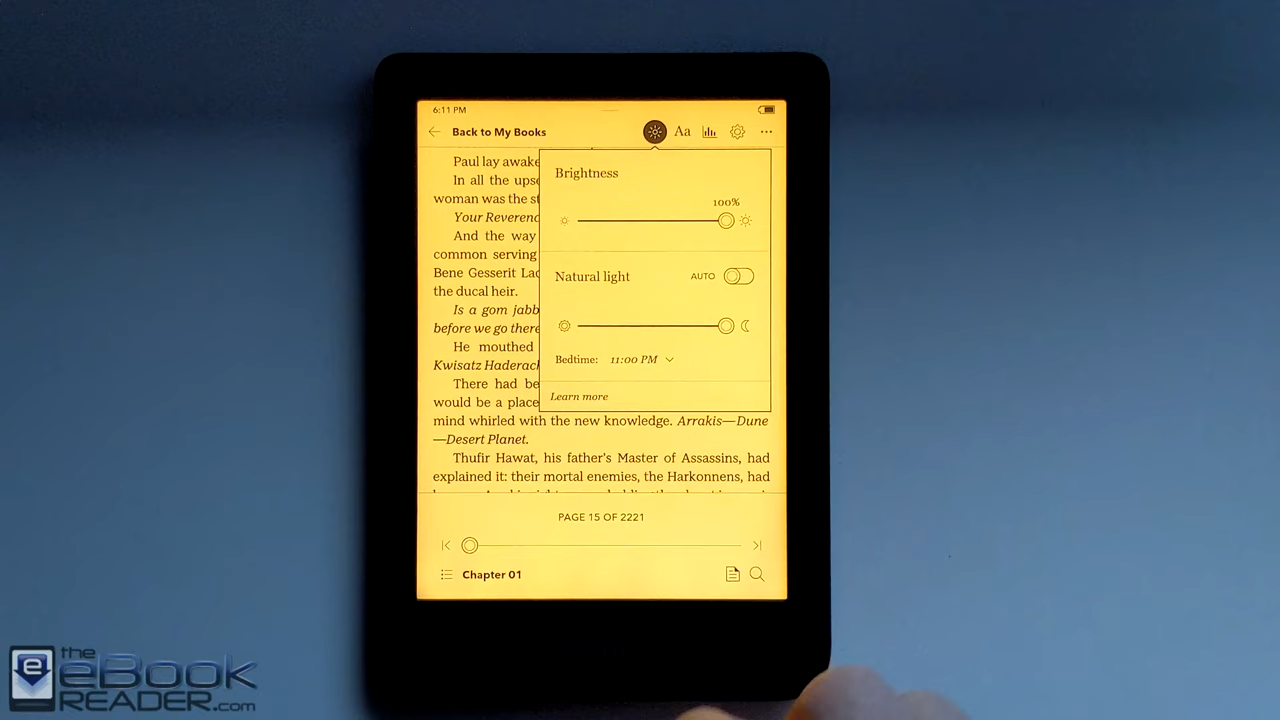 6:11 PM
Back to My Books
Aa
Paul lay awake
In all the upse
woman was the st
Your Reverenc
And the way
common serving
Bene Gesserit Lad
the ducal heir.
Is a gom jabb
before we go there
He mouthed
Kwisatz Haderach
There had be
would be a place
mind whirled with the new knowledge. Arrakis—Dune
—Desert Planet.
Thufir Hawat, his father's Master of Assassins, had
explained it: their mortal enemies, the Harkonnens, had
Brightness
100%
Natural light
AUTO
Bedtime: 11:00 PM
Learn more
PAGE 15 OF 2221
Chapter 01
the
eBook
READER.com